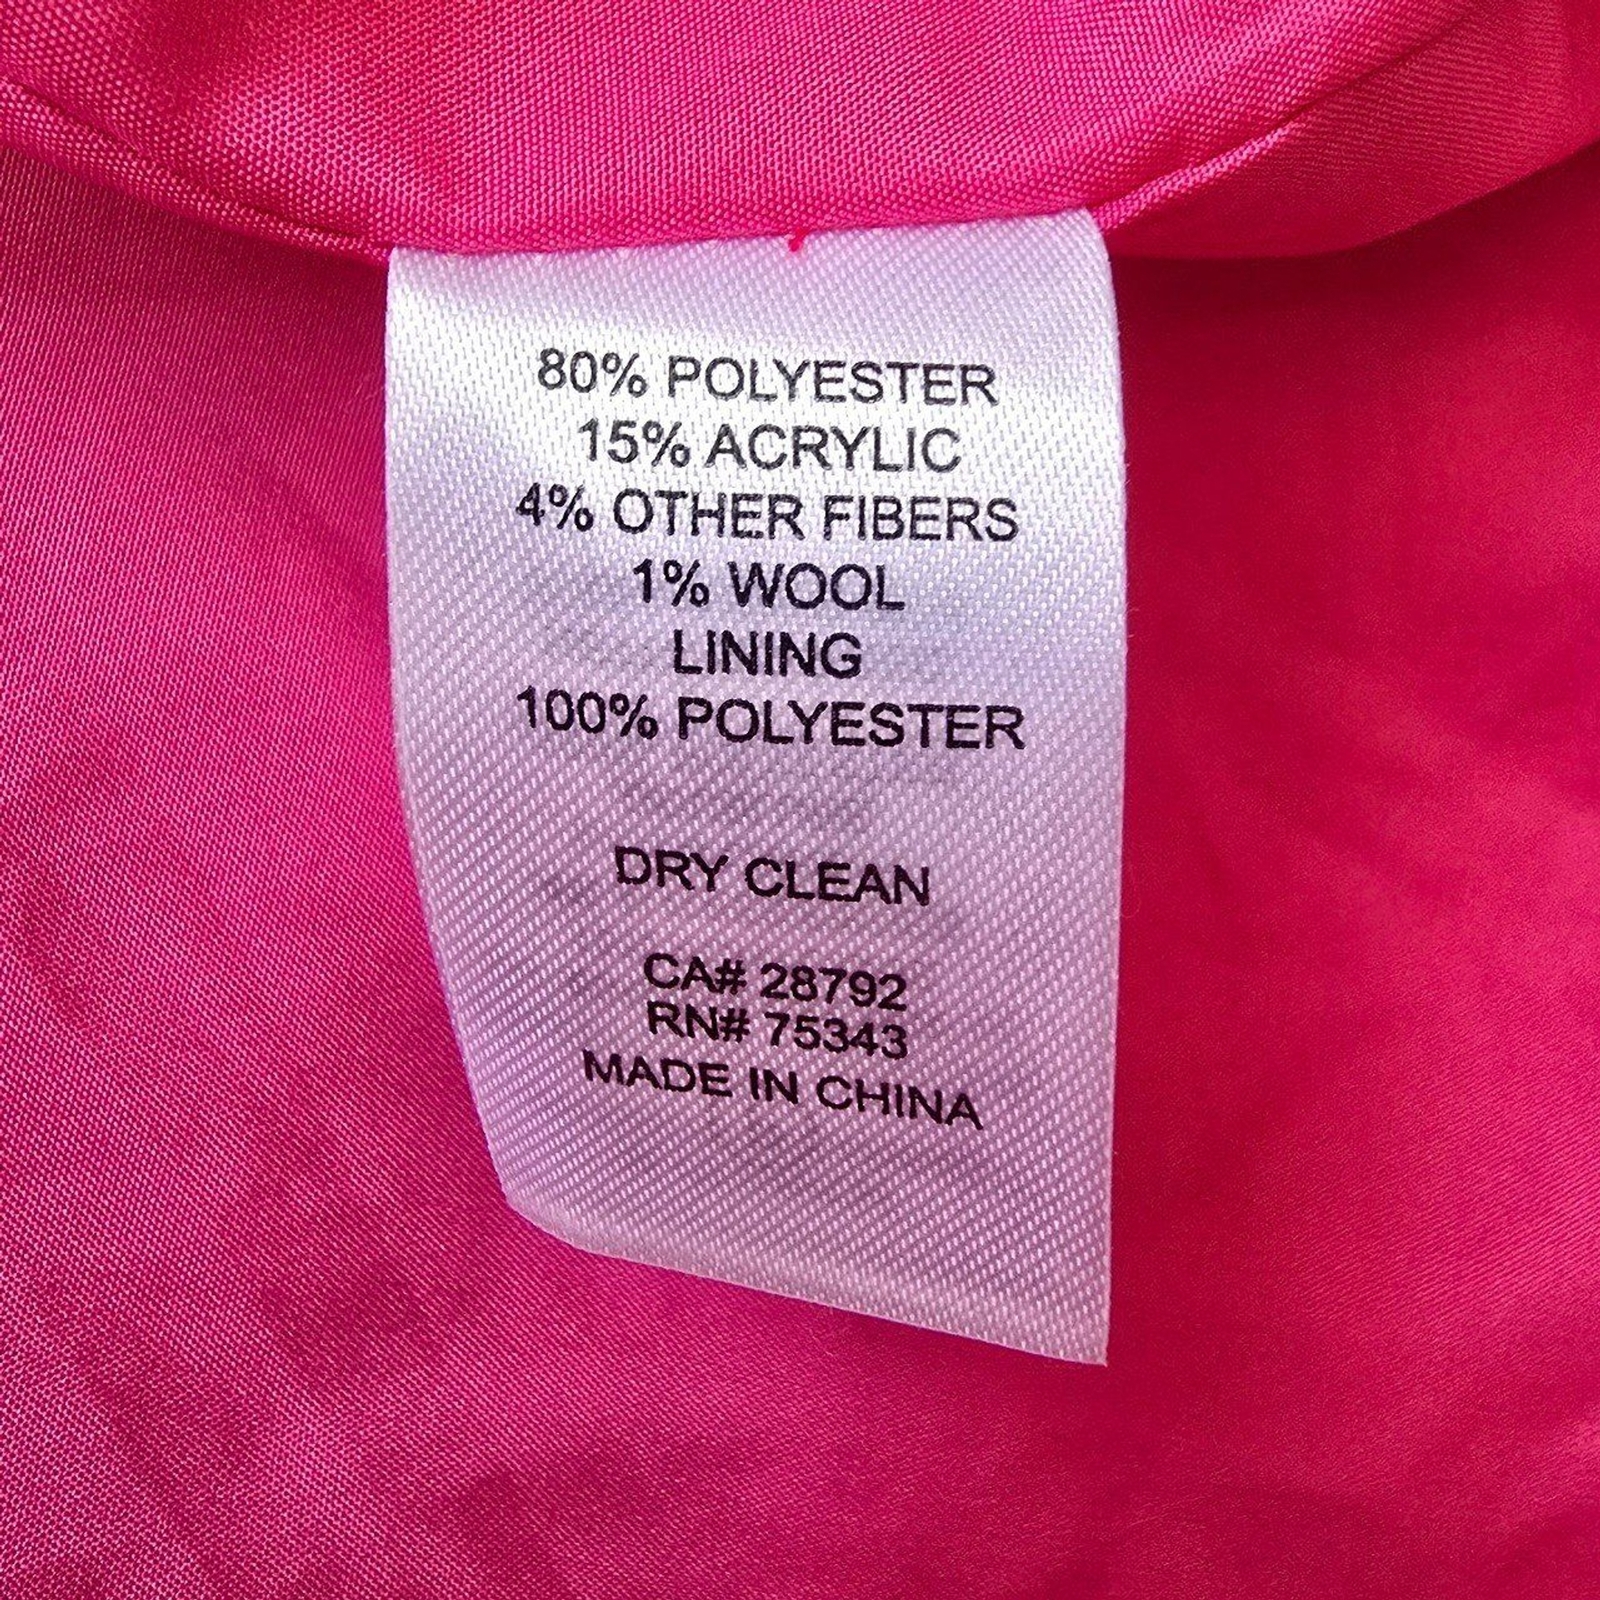 80% POLYESTER
15% ACRYLIC
4% OTHER FIBERS
1% WOOL
LINING
100% POLYESTER
DRY CLEAN
CA# 28792
RN# 75343
MADE IN CHINA